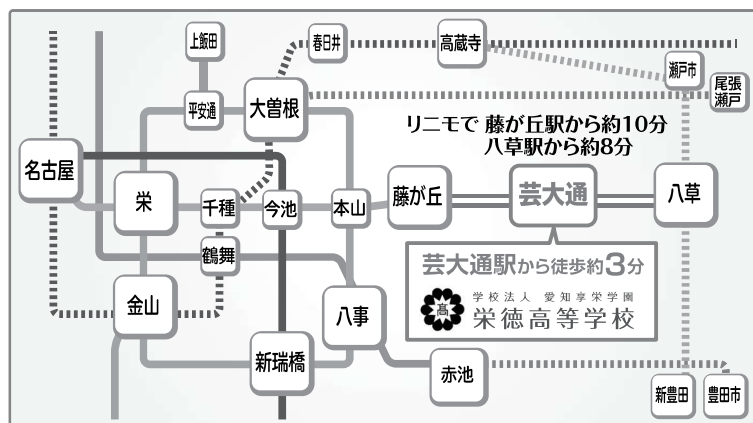 上飯田
春日井
高蔵寺
瀬戸市
尾張
瀬戸
平安通
大曽根
リニモで 藤が丘駅から約10分
八草駅から約8分
名古屋
栄
千種
今池
本山
藤が丘
芸大通
八草
鶴舞
芸大通駅から徒歩約3分
髙
学校法人 愛知享栄学園
栄徳高等学校
金山
八事
新瑞橋
赤池
新豊田
豊田市